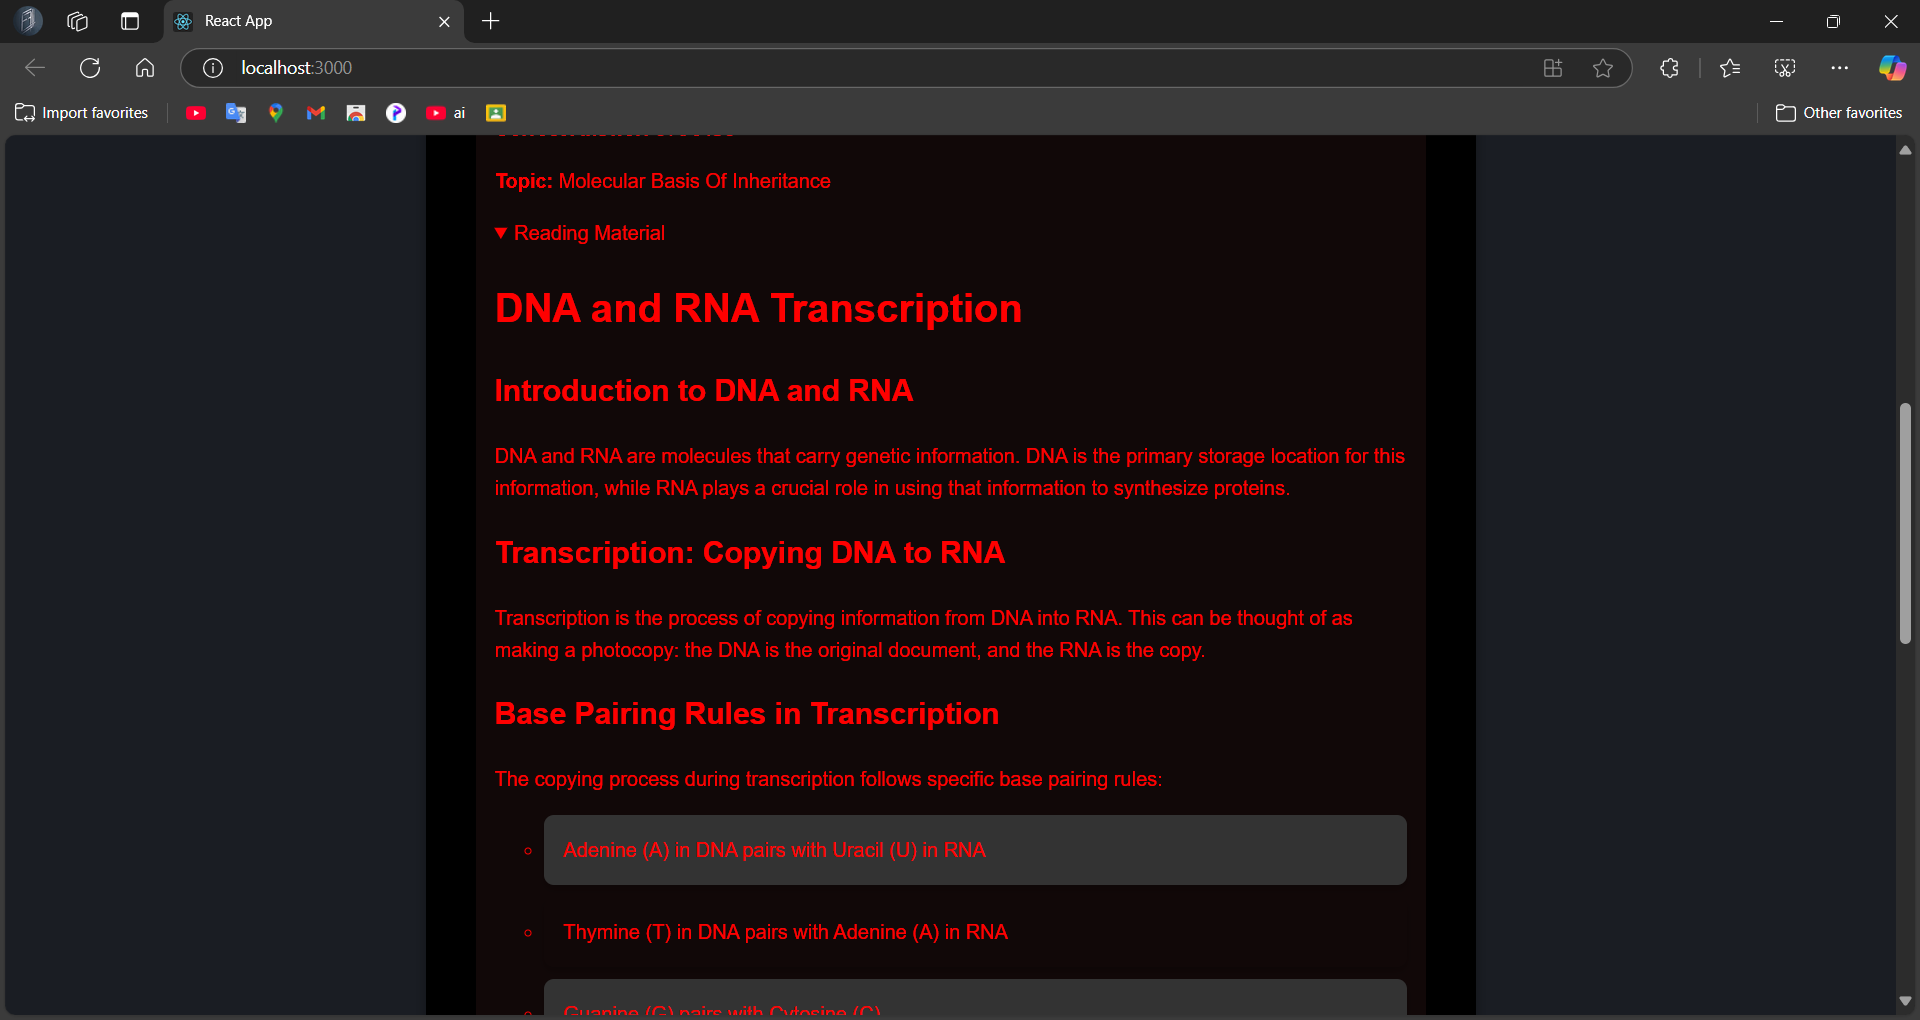 React App
localhost:3000
Import favorites
ai
Other favorites
Topic: Molecular Basis Of Inheritance
▼ Reading Material
DNA and RNA Transcription
Introduction to DNA and RNA
DNA and RNA are molecules that carry genetic information. DNA is the primary storage location for this
information, while RNA plays a crucial role in using that information to synthesize proteins.
Transcription: Copying DNA to RNA
Transcription is the process of copying information from DNA into RNA. This can be thought of as
making a photocopy: the DNA is the original document, and the RNA is the copy.
Base Pairing Rules in Transcription
The copying process during transcription follows specific base pairing rules:
Adenine (A) in DNA pairs with Uracil (U) in RNA
Thymine (T) in DNA pairs with Adenine (A) in RNA
Guanine (G) pairs with Cytosine (C)